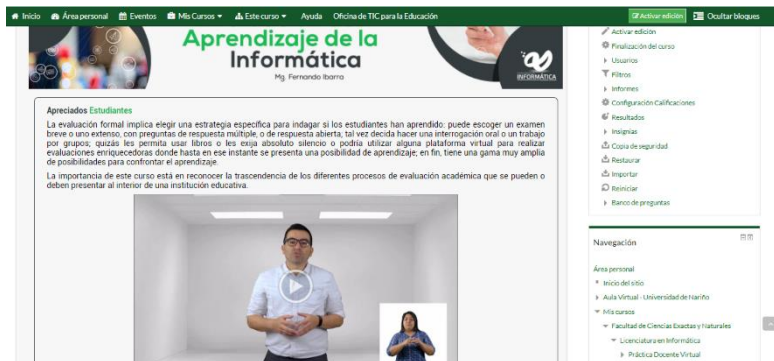 Inicio Área personal Eventos Mis Cursos Este curso Ayuda Oficina de TIC para la Educación Activar edición Ocultar bloques
Aprendizaje de la
Informática
Mg. Fernando Ibarra
INFORMÁTICA
Apreciados Estudiantes
La evaluación formal implica elegir una estrategia específica para indagar si los estudiantes han aprendido: puede escoger un examen
breve o uno extenso, con preguntas de respuesta múltiple, o de respuesta abierta, tal vez decida hacer una interrogación oral o un trabajo
por grupos; quizás les permita usar libros o les exija absoluto silencio o podría utilizar alguna plataforma virtual para realizar
evaluaciones enriquecedoras donde hasta en ese instante se presenta una posibilidad de aprendizaje; en fin, tiene una gama muy amplia
de posibilidades para confrontar el aprendizaje.
La importancia de este curso está en reconocer la trascendencia de los diferentes procesos de evaluación académica que se pueden o
deben presentar al interior de una institución educativa.
Activar edición
Finalización del curso
Usuarios
Filtros
Informes
Configuración Calificaciones
Resultados
Insignias
Copia de seguridad
Restaurar
Importar
Reiniciar
Banco de preguntas
Navegación
Área personal
Inicio del sitio
Aula Virtual - Universidad de Nariño
Mis cursos
Facultad de Ciencias Exactas y Naturales
Licenciatura en Informática
Práctica Docente Virtual